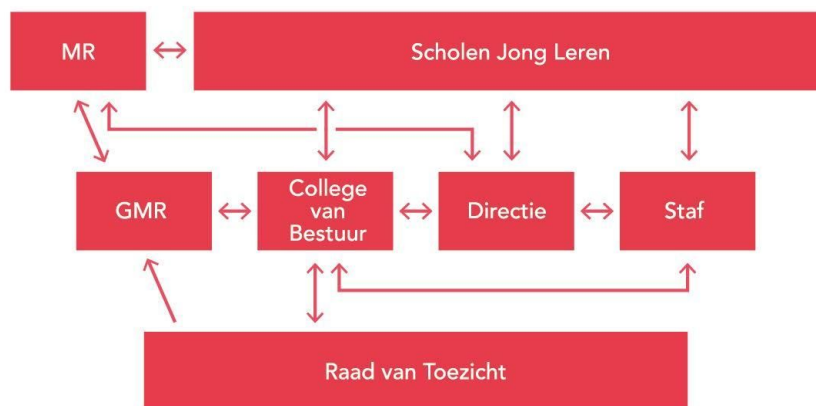 MR
Scholen Jong Leren
GMR
College
van
Bestuur
Directie
Staf
Raad van Toezicht